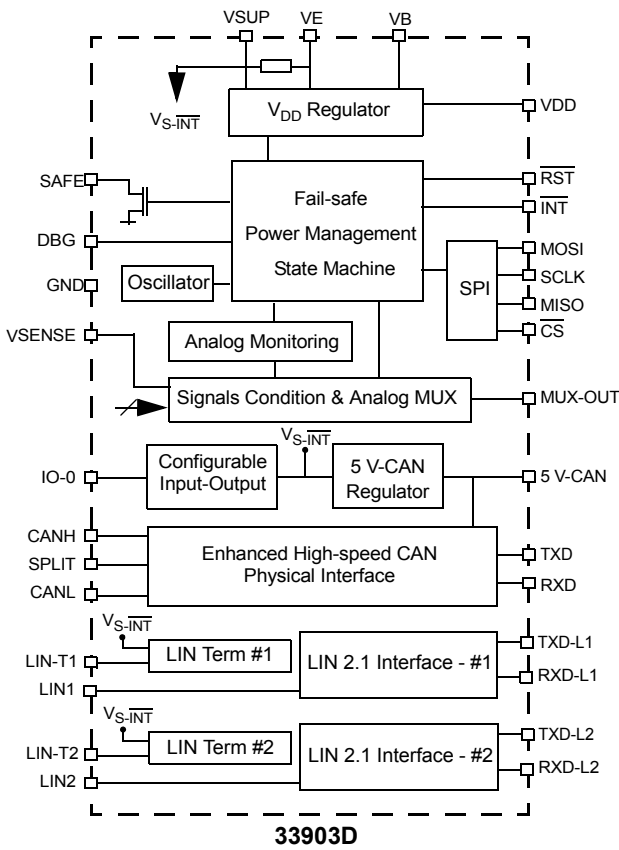 VSUP VE VB
VS-INT
VDD Regulator
VDD
SAFE
RST
Fail-safe
INT
Power Management
DBG
MOSI
State Machine
SCLK
GND
Oscillator
SPI
MISO
VSENSE
CS
Analog Monitoring
Signals Condition & Analog MUX
MUX-OUT
VS-INT
IO-0
Configurable
Input-Output
5 V-CAN
Regulator
5 V-CAN
CANH
SPLIT
CANL
Enhanced High-speed CAN
Physical Interface
TXD
RXD
VS-INT
LIN Term #1
LIN 2.1 Interface - #1
TXD-L1
LIN-T1
RXD-L1
LIN1
VS-INT
LIN Term #2
LIN 2.1 Interface - #2
TXD-L2
LIN-T2
RXD-L2
LIN2
33903D